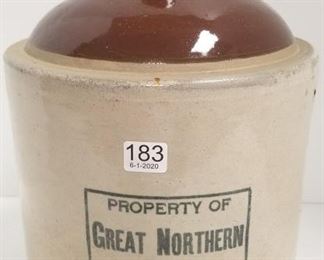 183
6-1-2020
PROPERTY OF
GREAT NORTHERN